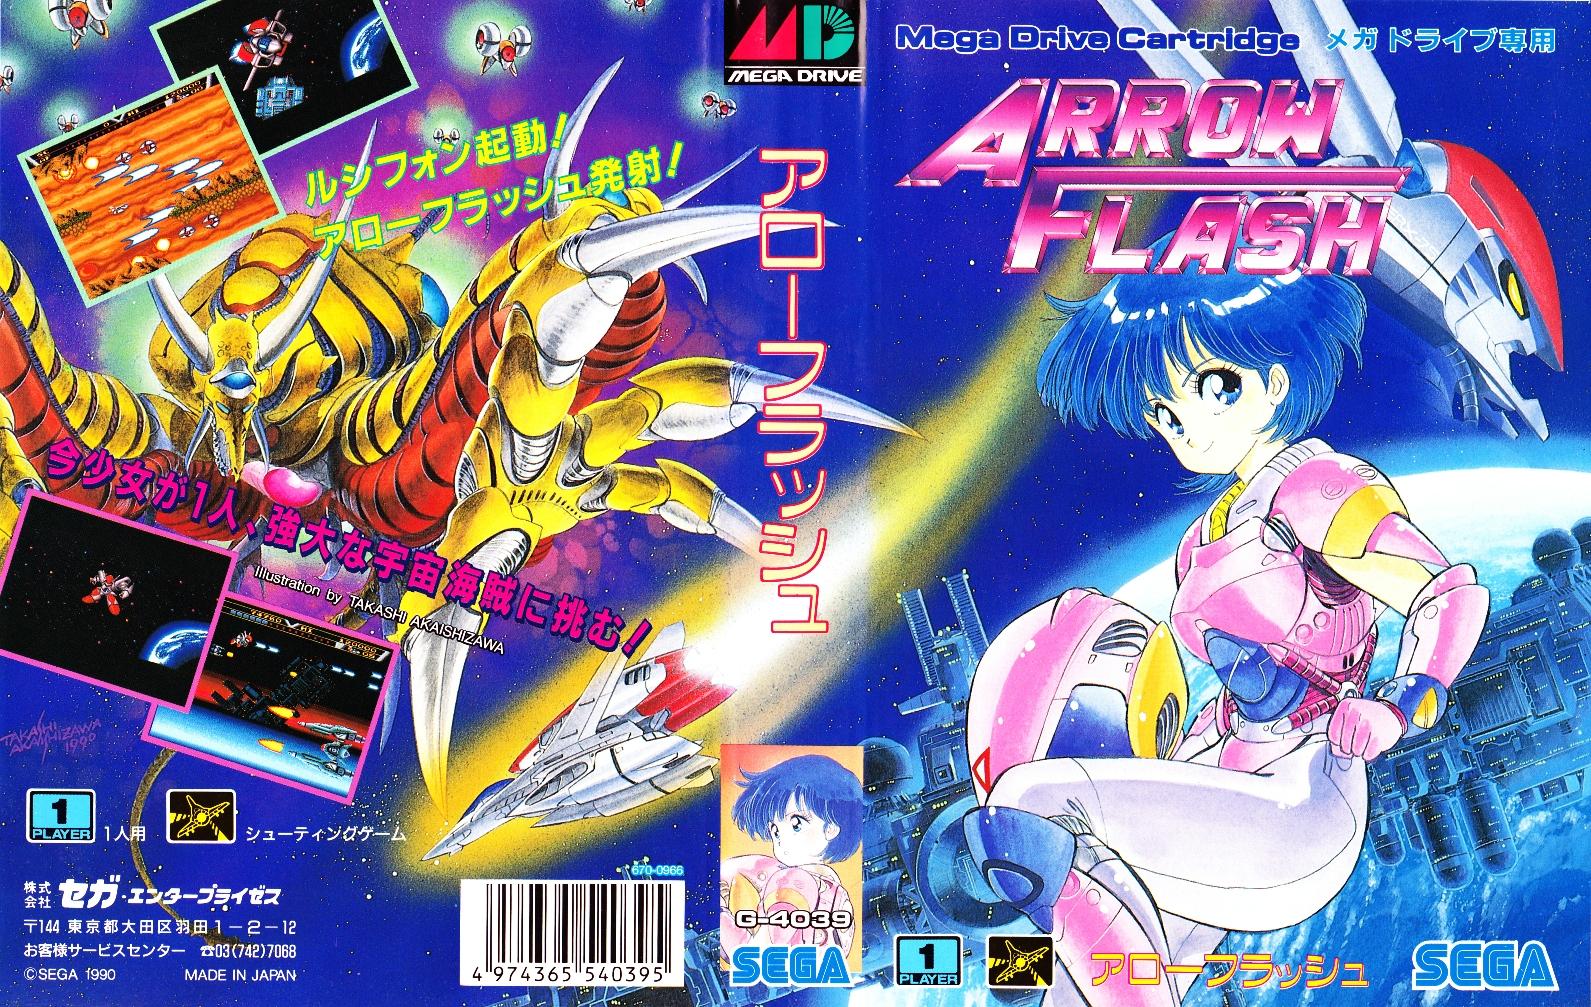 ルシフォン起動!
アローフラッシュ発射!
今少女が1人、強大な宇宙海賊に挑む!
Illustration by TAKASHI AKAISHIZAWA
TAKASHI
AKAISHIZAWA
1990
1
PLAYER
1人用
シューティングゲーム
株式会社 セガ・エンタープライゼス
〒144 東京都大田区羽田1-2-12
お客様サービスセンター ☎03(742)7068
©SEGA 1990
MADE IN JAPAN
670-0966
4 974365 540395
MD
MEGA DRIVE
アローフラッシュ
G-4039
SEGA
Mega Drive Cartridge メガドライブ専用
ARROW
FLASH
1
PLAYER
アローフラッシュ
SEGA